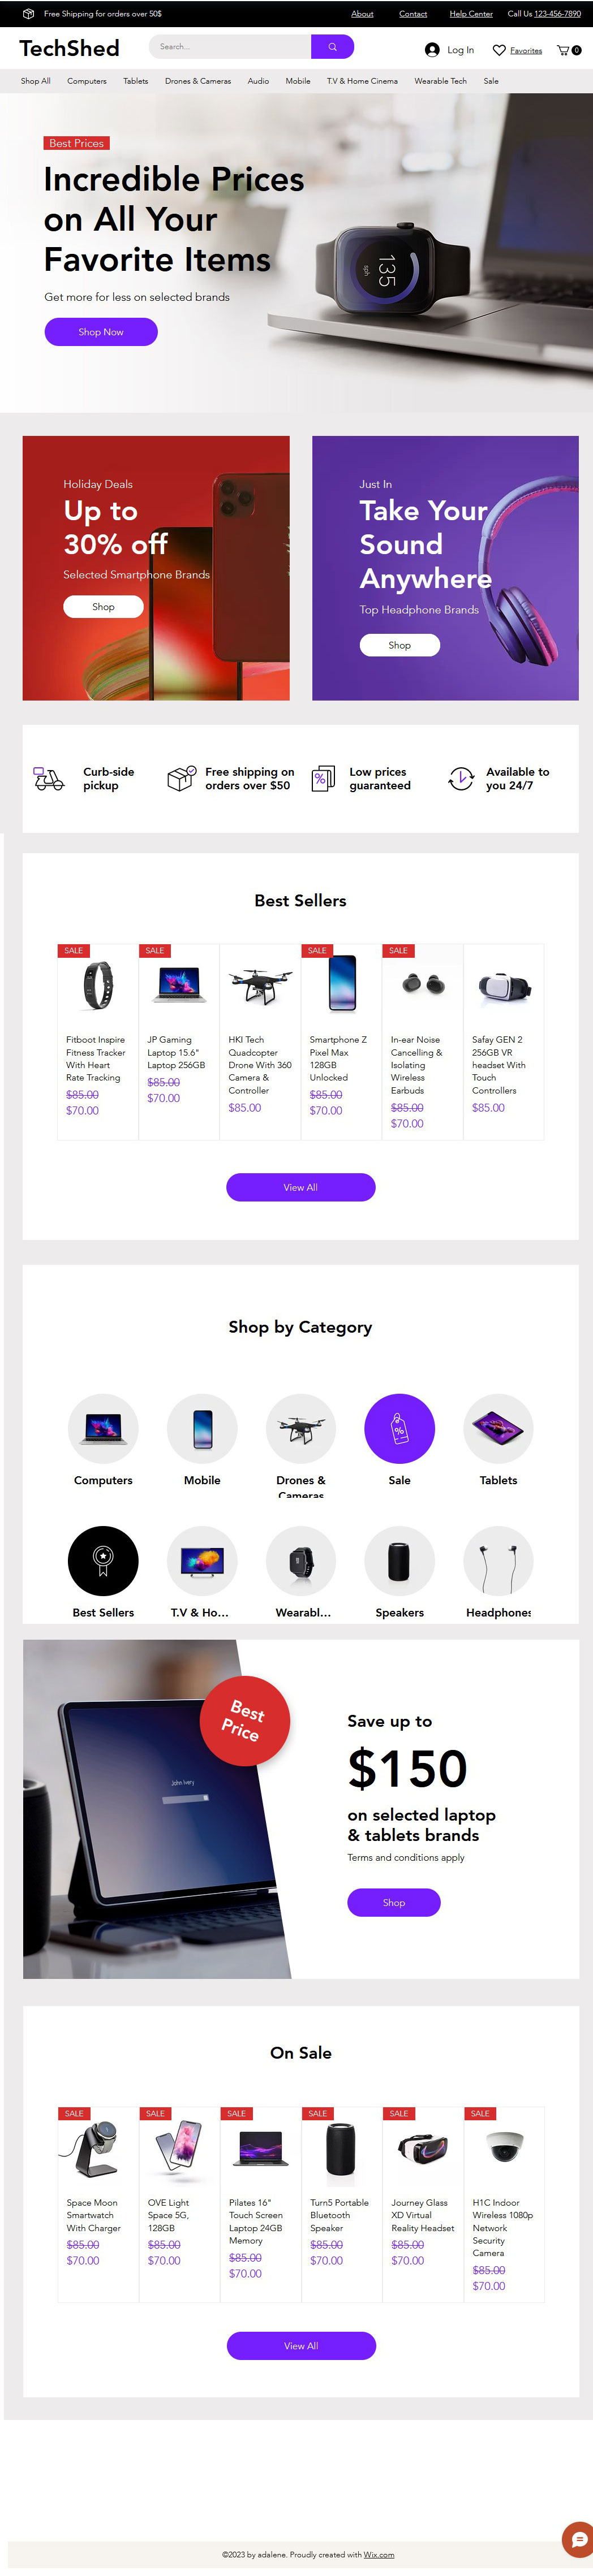 Free Shipping for orders over 50$
About
Contact
Help Center
Call Us 123-456-7890
TechShed
Search...
Log In
Favorites
0
Shop All
Computers
Tablets
Drones & Cameras
Audio
Mobile
T.V & Home Cinema
Wearable Tech
Sale
Best Prices
Incredible Prices
on All Your
Favorite Items
Get more for less on selected brands
Shop Now
135
Holiday Deals
Up to
30% off
Selected Smartphone Brands
Shop
Just In
Take Your
Sound
Anywhere
Top Headphone Brands
Shop
Curb-side
pickup
Free shipping on
orders over $50
%
Low prices
guaranteed
Available to
you 24/7
Best Sellers
SALE
Fitboot Inspire
Fitness Tracker
With Heart
Rate Tracking
$85.00
$70.00
SALE
JP Gaming
Laptop 15.6"
Laptop 256GB
$85.00
$70.00
HKI Tech
Quadcopter
Drone With 360
Camera &
Controller
$85.00
SALE
Smartphone Z
Pixel Max
128GB
Unlocked
$85.00
$70.00
SALE
In-ear Noise
Cancelling &
Isolating
Wireless
Earbuds
$85.00
$70.00
Safay GEN 2
256GB VR
headset With
Touch
Controllers
$85.00
View All
Shop by Category
Computers
Mobile
Drones &
Cameras
%
Sale
Tablets
Best Sellers
T.V & Ho...
Wearabl...
Speakers
Headphones
Best
Price
John Ivery
Save up to
$150
on selected laptop
& tablets brands
Terms and conditions apply
Shop
On Sale
SALE
Space Moon
Smartwatch
With Charger
$85.00
$70.00
SALE
OVE Light
Space 5G,
128GB
$85.00
$70.00
SALE
Pilates 16"
Touch Screen
Laptop 24GB
Memory
$85.00
$70.00
SALE
Turn5 Portable
Bluetooth
Speaker
$85.00
$70.00
SALE
Journey Glass
XD Virtual
Reality Headset
$85.00
$70.00
SALE
H1C Indoor
Wireless 1080p
Network
Security
Camera
$85.00
$70.00
View All
©2023 by adalene. Proudly created with Wix.com